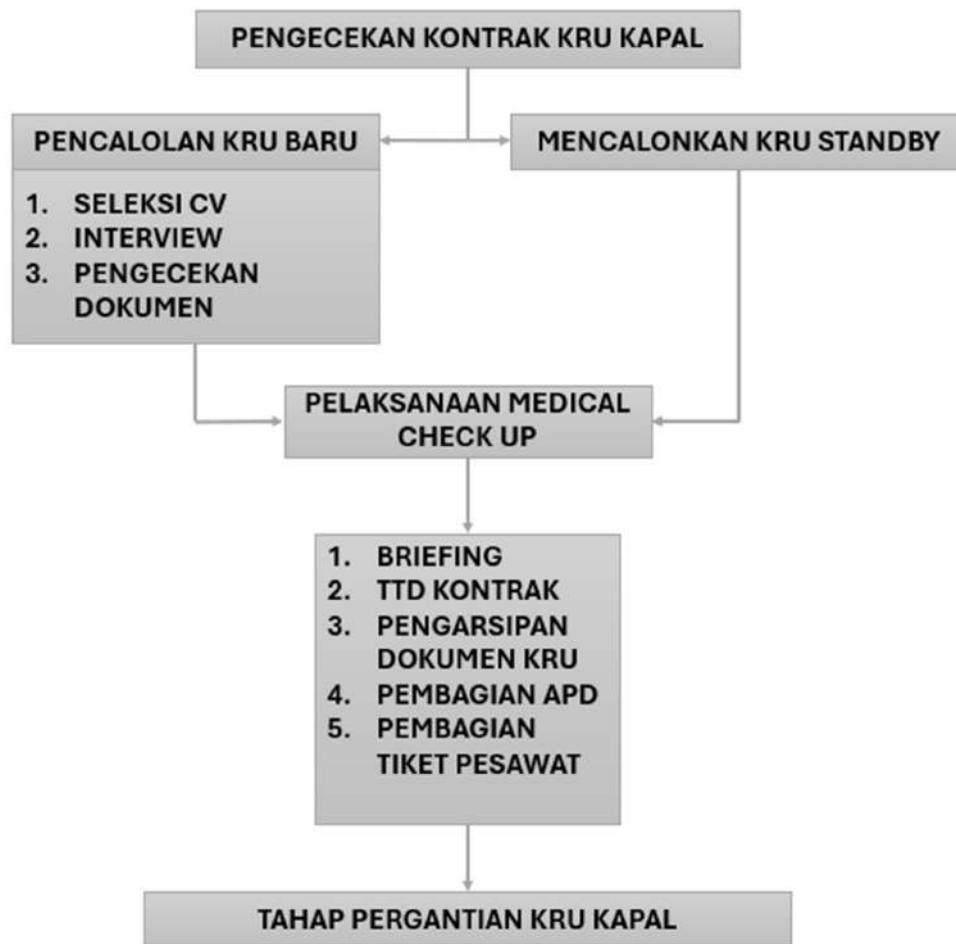 PENGECEKAN KONTRAK KRU KAPAL
PENCALOLAN KRU BARU
1. SELEKSI CV
2. INTERVIEW
3. PENGECEKAN
DOKUMEN
MENCALONKAN KRU STANDBY
PELAKSANAAN MEDICAL
CHECK UP
1. BRIEFING
2. TTD KONTRAK
3. PENGARSIPAN
DOKUMEN KRU
4. PEMBAGIAN APD
5. PEMBAGIAN
TIKET PESAWAT
TAHAP PERGANTIAN KRU KAPAL